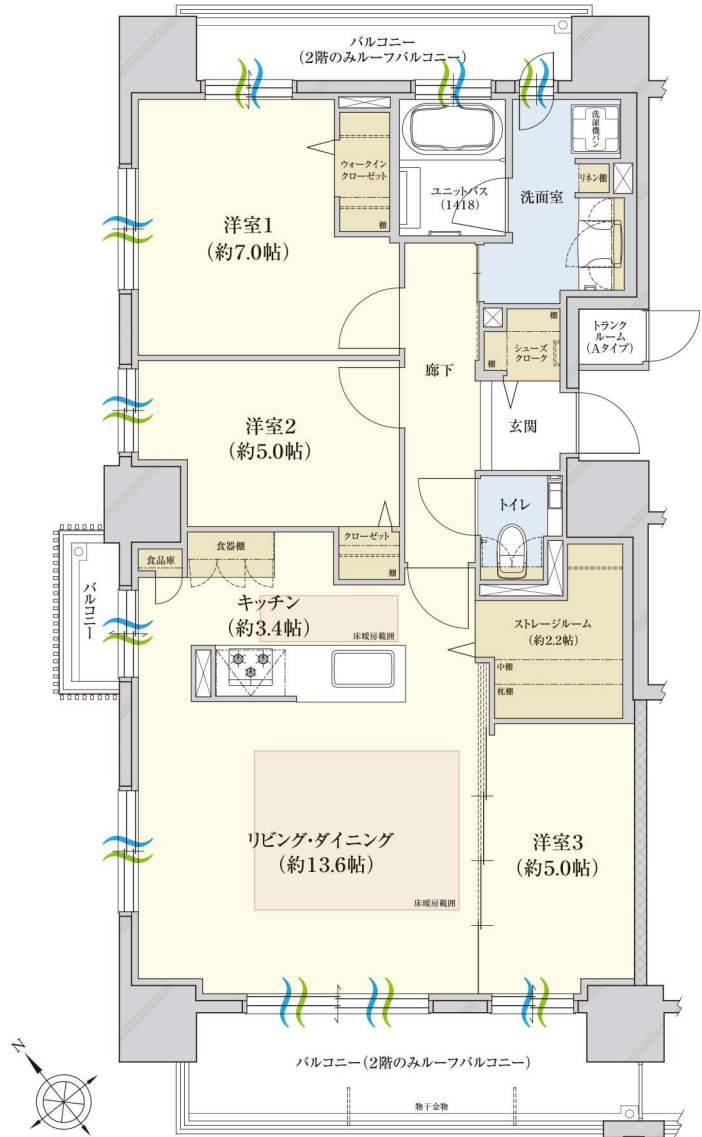 バルコニー
(2階のみルーフバルコニー)
洗濯機パン
ウォークイン
クローゼット
棚
ユニットバス
(1418)
洗面室
リネン棚
洋室1
(約7.0帖)
棚
シューズ
クローク
棚
トランク
ルーム
(Aタイプ)
廊下
玄関
洋室2
(約5.0帖)
トイレ
クローゼット
棚
食品庫
食器棚
バルコニー
キッチン
(約3.4帖)
床暖房範囲
ストレージルーム
(約2.2帖)
中棚
枕棚
リビング・ダイニング
(約13.6帖)
床暖房範囲
洋室3
(約5.0帖)
N
バルコニー(2階のみルーフバルコニー)
物干金物